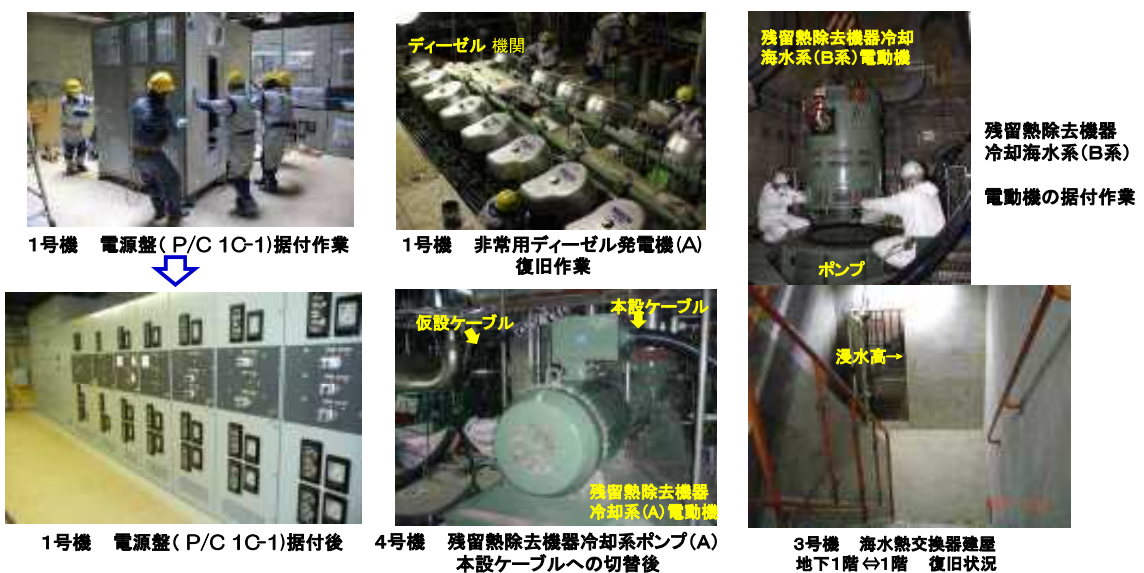 ディーゼル 機関
1号機 電源盤( P/C 1C-1)据付作業
1号機 非常用ディーゼル発電機(A)
復旧作業
残留熱除去機器冷却
海水系(B系)電動機
ポンプ
残留熱除去機器
冷却海水系(B系)
電動機の据付作業
1号機 電源盤( P/C 1C-1)据付後
仮設ケーブル
本設ケーブル
残留熱除去機器
冷却系(A)電動機
4号機 残留熱除去機器冷却系ポンプ(A)
本設ケーブルへの切替後
浸水高→
3号機 海水熱交換器建屋
地下1階⇔1階 復旧状況